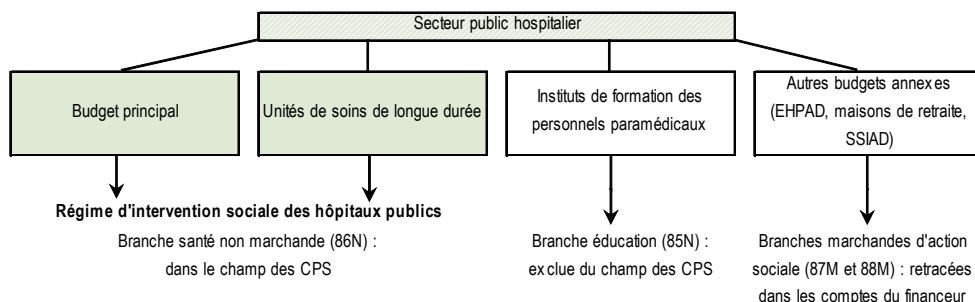 Secteur public hospitalier
Budget principal
Unités de soins de longue durée
Instituts de formation des
personnels paramédicaux
Autres budgets annexes
(EHPAD, maisons de retraite,
SSIAD)
Régime d'intervention sociale des hôpitaux publics
Branche santé non marchande (86N) :
dans le champ des CPS
Branche éducation (85N) :
exclue du champ des CPS
Branches marchandes d'action
sociale (87M et 88M) : retracées
dans les comptes du financeur